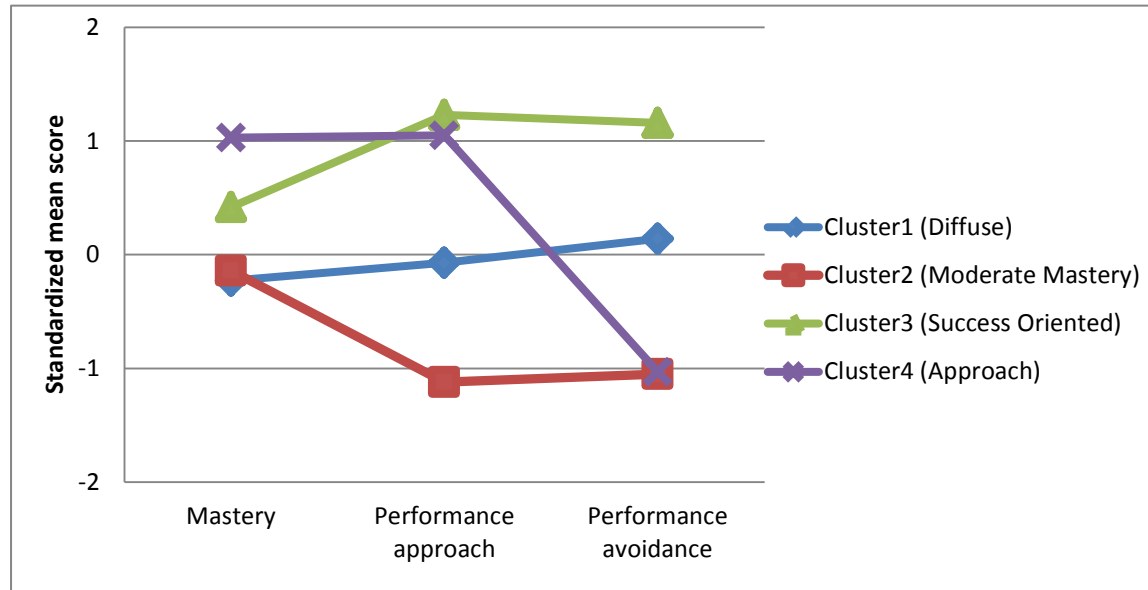 2
1
0
-1
-2
Standardized mean score
Mastery
Performance
approach
Performance
avoidance
Cluster1 (Diffuse)
Cluster2 (Moderate Mastery)
Cluster3 (Success Oriented)
Cluster4 (Approach)